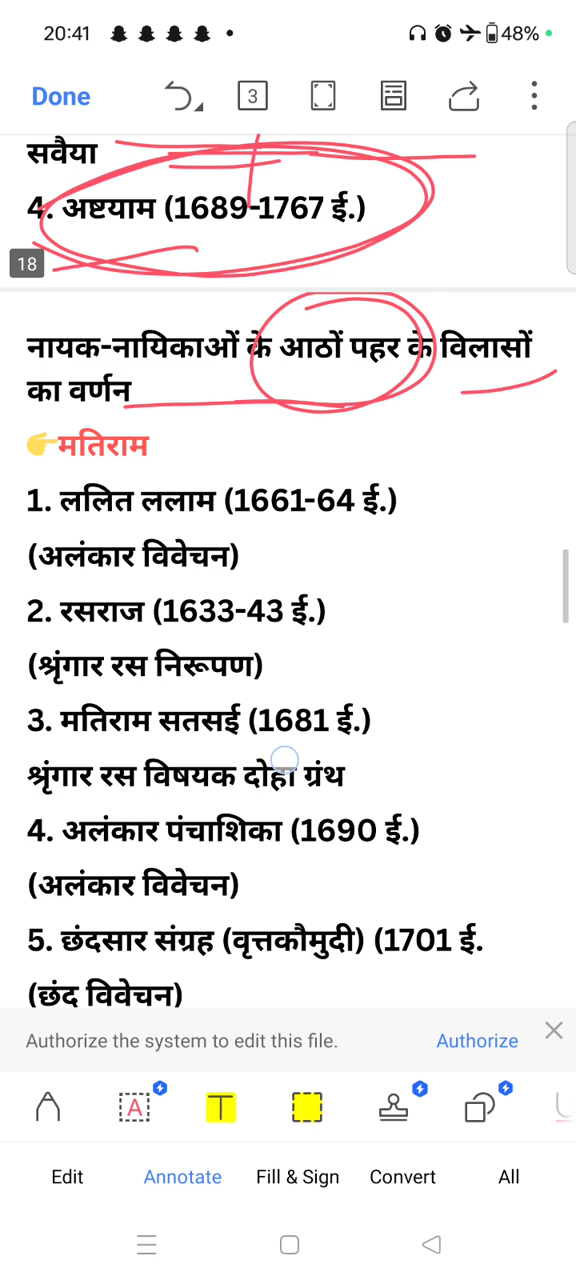 20:41
48%
Done
3
सवैया
4. अष्टयाम (1689-1767 ई.)
18
नायक-नायिकाओं के आठों पहर के विलासों
का वर्णन
मतिराम
1. ललित ललाम (1661-64 ई.)
(अलंकार विवेचन)
2. रसराज (1633-43 ई.)
(श्रृंगार रस निरूपण)
3. मतिराम सतसई (1681 ई.)
श्रृंगार रस विषयक दोहा ग्रंथ
4. अलंकार पंचाशिका (1690 ई.)
(अलंकार विवेचन)
5. छंदसार संग्रह (वृत्तकौमुदी) (1701 ई.
(छंद विवेचन)
Authorize the system to edit this file.
Authorize
A
T
U
Edit
Annotate
Fill & Sign
Convert
All